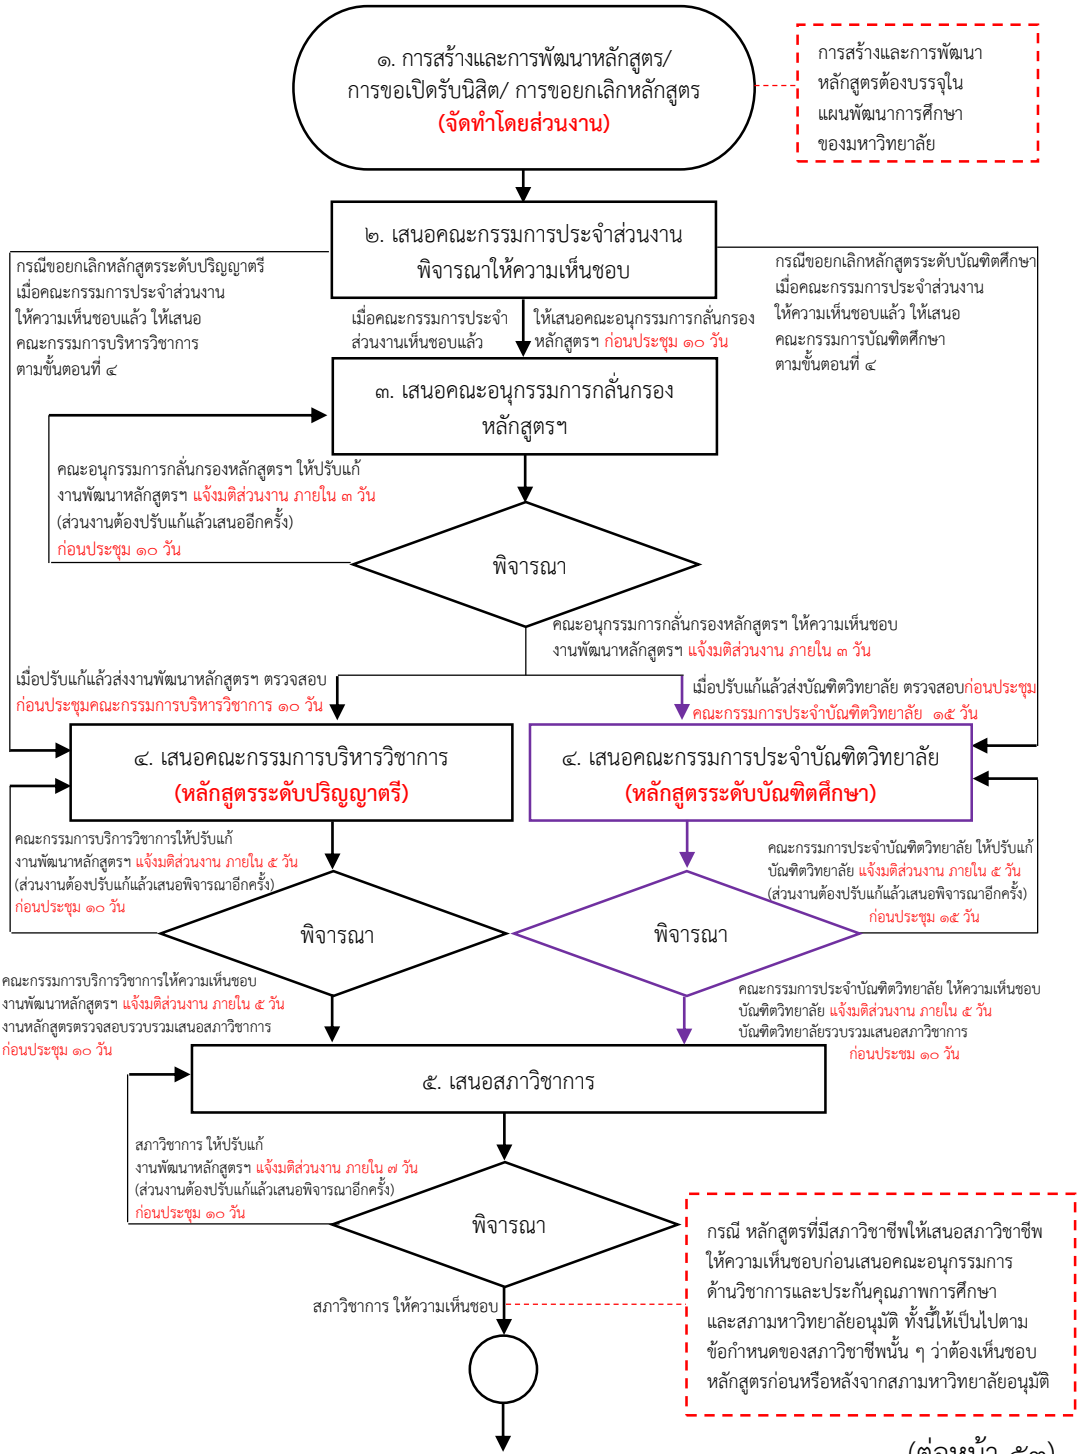 ๑. การสร้างและการพัฒนาหลักสูตร/
การขอเปิดรับนิสิต/ การขอยกเลิกหลักสูตร
(จัดทำโดยส่วนงาน)
การสร้างและการพัฒนา
หลักสูตรต้องบรรจุใน
แผนพัฒนาการศึกษา
ของมหาวิทยาลัย
๒. เสนอคณะกรรมการประจำส่วนงาน
พิจารณาให้ความเห็นชอบ
กรณีขอยกเลิกหลักสูตรระดับปริญญาตรี
เมื่อคณะกรรมการประจำส่วนงาน
ให้ความเห็นชอบแล้ว ให้เสนอ
คณะกรรมการบริหารวิชาการ
ตามขั้นตอนที่ ๔
กรณีขอยกเลิกหลักสูตรระดับบัณฑิตศึกษา
เมื่อคณะกรรมการประจำส่วนงาน
ให้ความเห็นชอบแล้ว ให้เสนอ
คณะกรรมการบัณฑิตศึกษา
ตามขั้นตอนที่ ๔
เมื่อคณะกรรมการประจำ
ส่วนงานเห็นชอบแล้ว
ให้เสนอคณะอนุกรรมการกลั่นกรอง
หลักสูตรฯ ก่อนประชุม ๑๐ วัน
๓. เสนอคณะอนุกรรมการกลั่นกรอง
หลักสูตรฯ
คณะอนุกรรมการกลั่นกรองหลักสูตรฯ ให้ปรับแก้
งานพัฒนาหลักสูตรฯ แจ้งมติส่วนงาน ภายใน ๓ วัน
(ส่วนงานต้องปรับแก้แล้วเสนออีกครั้ง)
ก่อนประชุม ๑๐ วัน
พิจารณา
คณะอนุกรรมการกลั่นกรองหลักสูตรฯ ให้ความเห็นชอบ
งานพัฒนาหลักสูตรฯ แจ้งมติส่วนงาน ภายใน ๓ วัน
เมื่อปรับแก้แล้วส่งงานพัฒนาหลักสูตรฯ ตรวจสอบ
ก่อนประชุมคณะกรรมการบริหารวิชาการ ๑๐ วัน
เมื่อปรับแก้แล้วส่งบัณฑิตวิทยาลัย ตรวจสอบก่อนประชุม
คณะกรรมการประจำบัณฑิตวิทยาลัย ๑๕ วัน
๔. เสนอคณะกรรมการบริหารวิชาการ
(หลักสูตรระดับปริญญาตรี)
๔. เสนอคณะกรรมการประจำบัณฑิตวิทยาลัย
(หลักสูตรระดับบัณฑิตศึกษา)
คณะกรรมการบริการวิชาการให้ปรับแก้
งานพัฒนาหลักสูตรฯ แจ้งมติส่วนงาน ภายใน ๕ วัน
(ส่วนงานต้องปรับแก้แล้วเสนอพิจารณาอีกครั้ง)
ก่อนประชุม ๑๐ วัน
คณะกรรมการประจำบัณฑิตวิทยาลัย ให้ปรับแก้
บัณฑิตวิทยาลัย แจ้งมติส่วนงาน ภายใน ๕ วัน
(ส่วนงานต้องปรับแก้แล้วเสนอพิจารณาอีกครั้ง)
ก่อนประชุม ๑๕ วัน
พิจารณา
พิจารณา
คณะกรรมการบริการวิชาการให้ความเห็นชอบ
งานพัฒนาหลักสูตรฯ แจ้งมติส่วนงาน ภายใน ๕ วัน
งานหลักสูตรตรวจสอบรวบรวมเสนอสภาวิชาการ
ก่อนประชุม ๑๐ วัน
คณะกรรมการประจำบัณฑิตวิทยาลัย ให้ความเห็นชอบ
บัณฑิตวิทยาลัย แจ้งมติส่วนงาน ภายใน ๕ วัน
บัณฑิตวิทยาลัยรวบรวมเสนอสภาวิชาการ
ก่อนประชม ๑๐ วัน
๕. เสนอสภาวิชาการ
สภาวิชาการ ให้ปรับแก้
งานพัฒนาหลักสูตรฯ แจ้งมติส่วนงาน ภายใน ๗ วัน
(ส่วนงานต้องปรับแก้แล้วเสนอพิจารณาอีกครั้ง)
ก่อนประชุม ๑๐ วัน
พิจารณา
กรณี หลักสูตรที่มีสภาวิชาชีพให้เสนอสภาวิชาชีพ
ให้ความเห็นชอบก่อนเสนอคณะอนุกรรมการ
ด้านวิชาการและประกันคุณภาพการศึกษา
และสภามหาวิทยาลัยอนุมัติ ทั้งนี้ให้เป็นไปตาม
ข้อกำหนดของสภาวิชาชีพนั้น ๆ ว่าต้องเห็นชอบ
หลักสูตรก่อนหรือหลังจากสภามหาวิทยาลัยอนุมัติ
สภาวิชาการ ให้ความเห็นชอบ
(ต่อหน้า ๕๓)